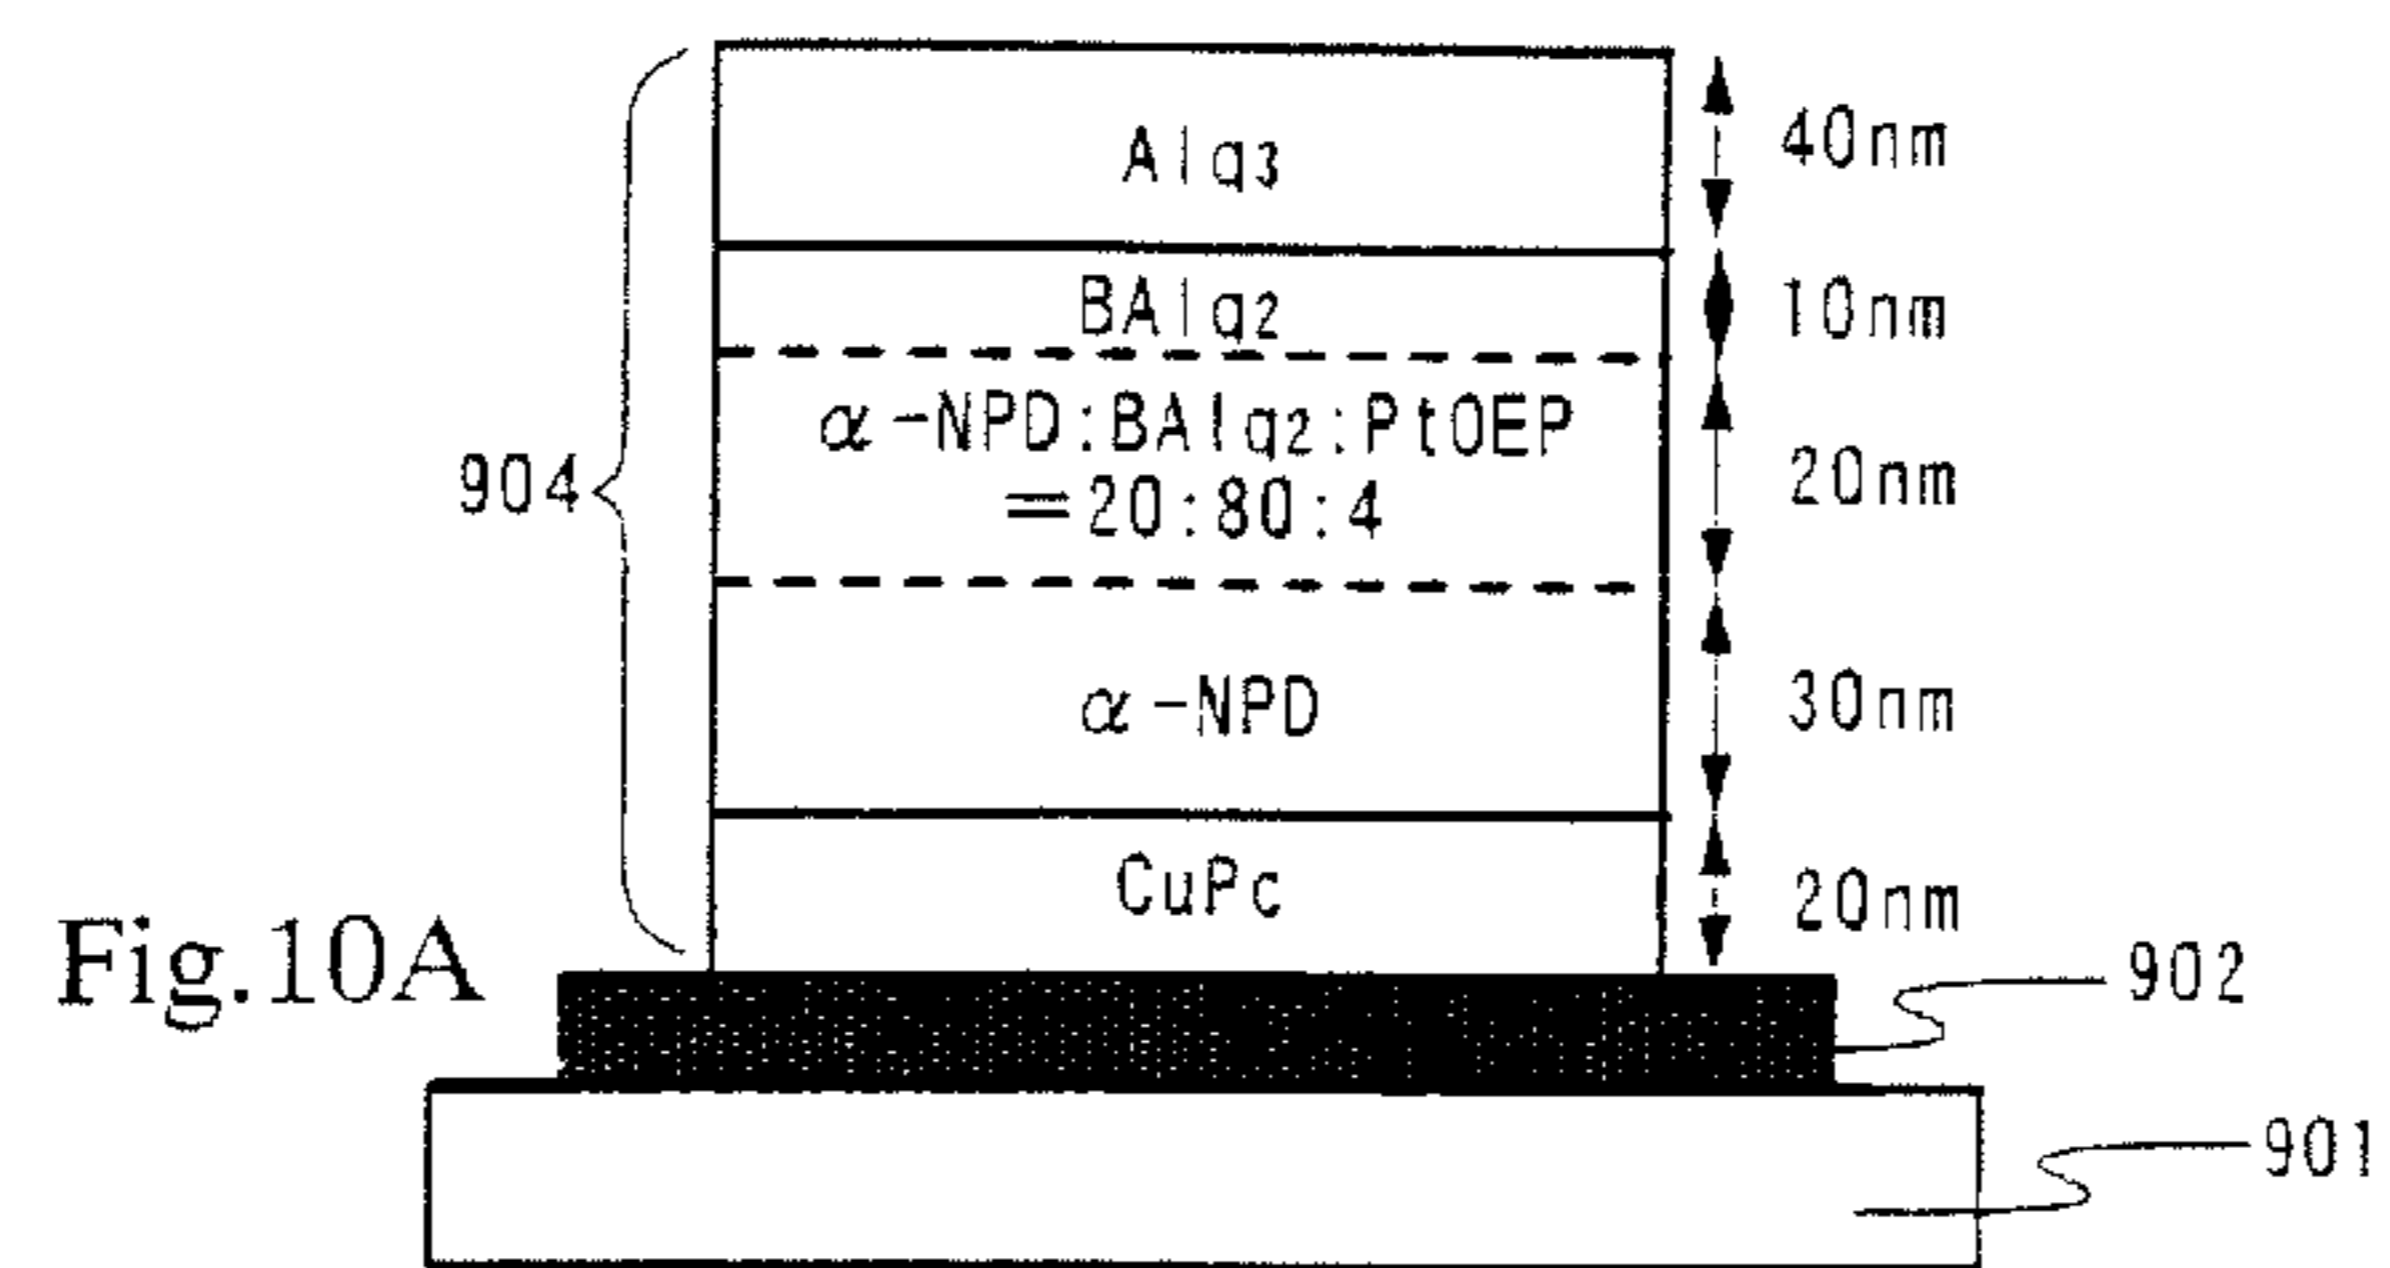 Alq3
40nm
BAlq2
10nm
α-NPD:BAlq2:PtOEP
=20:80:4
20nm
904
α-NPD
30nm
CuPc
20nm
Fig.10A
902
901